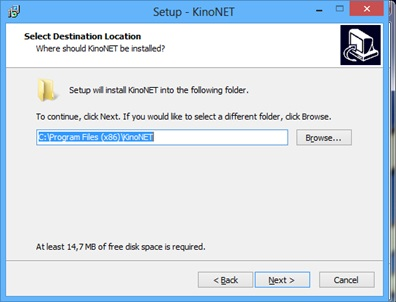 Setup - KinoNET
Select Destination Location
Where should KinoNET be installed?
Setup will install KinoNET into the following folder.
To continue, click Next. If you would like to select a different folder, click Browse.
C:\Program Files (x86)\KinoNET
Browse...
At least 14,7 MB of free disk space is required.
< Back
Next >
Cancel